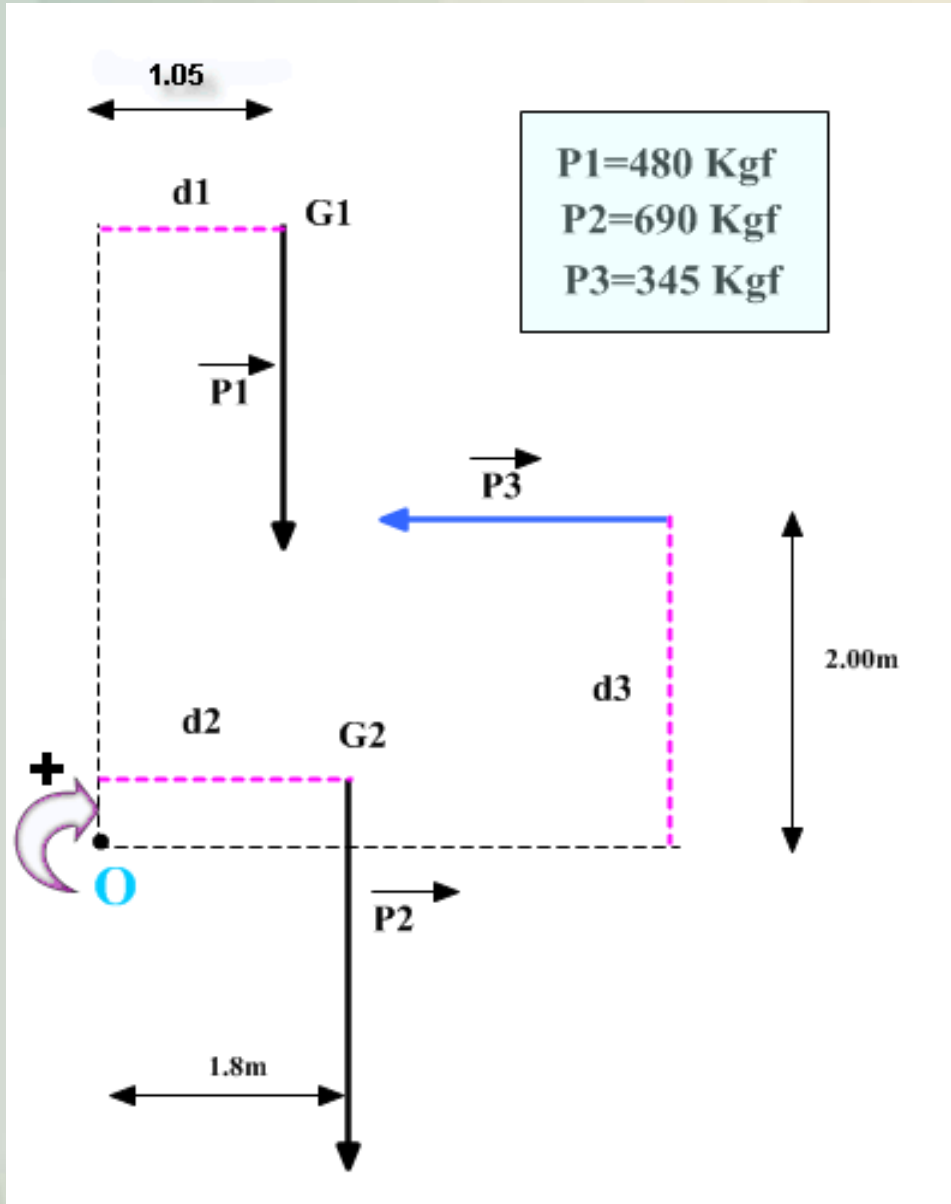 1.05
P1=480 Kgf
P2=690 Kgf
P3=345 Kgf
d1
G1
P1
P3
2.00m
d3
d2
G2
+
O
P2
1.8m